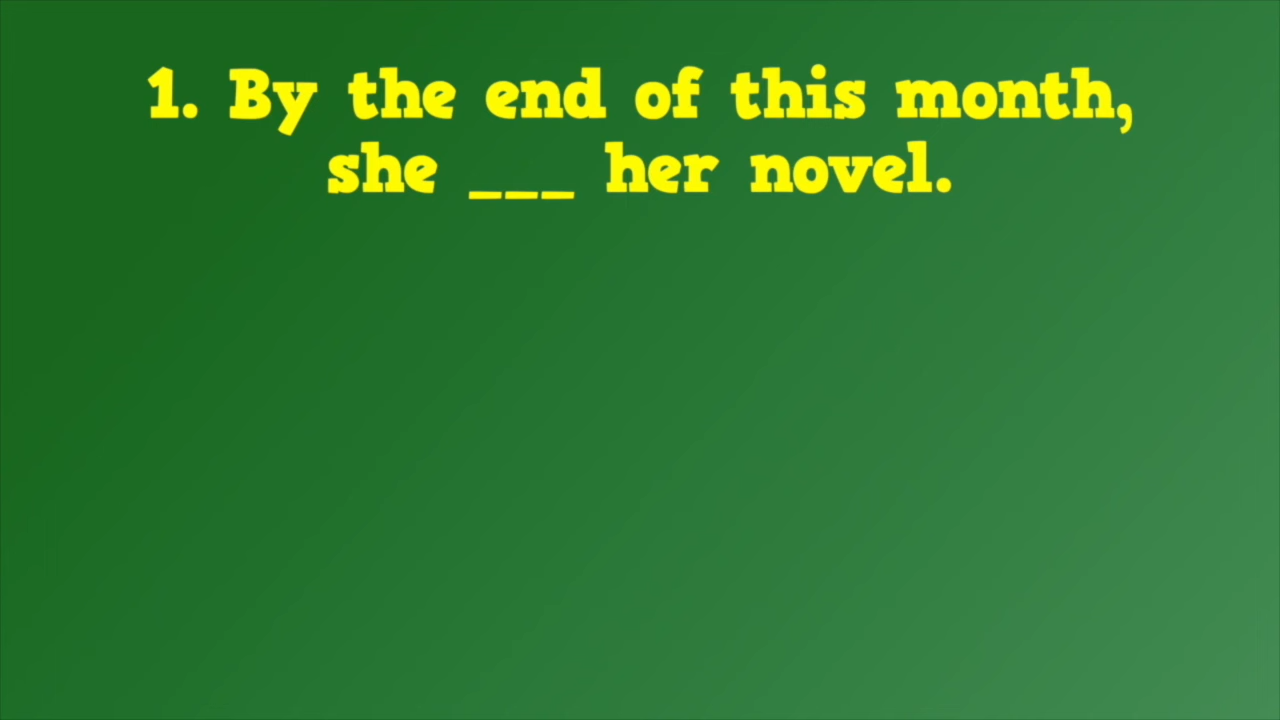 1. By the end of this month,
she ___ her novel.